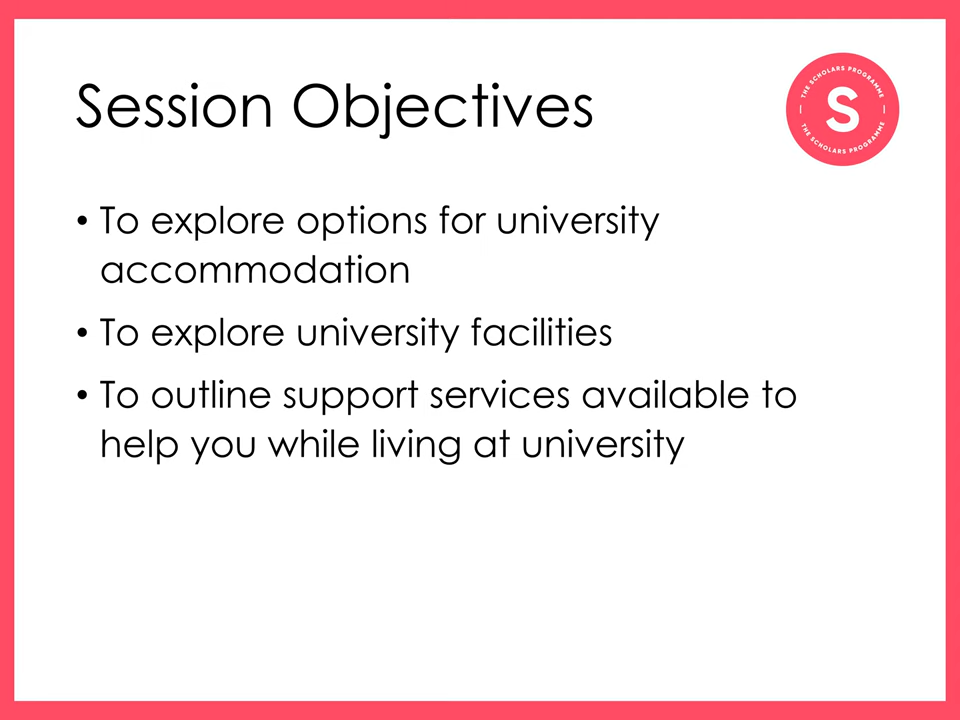 Session Objectives
THE SCHOLARS PROGRAMME
S
THE SCHOLARS PROGRAMME
• To explore options for university
accommodation
• To explore university facilities
• To outline support services available to
help you while living at university